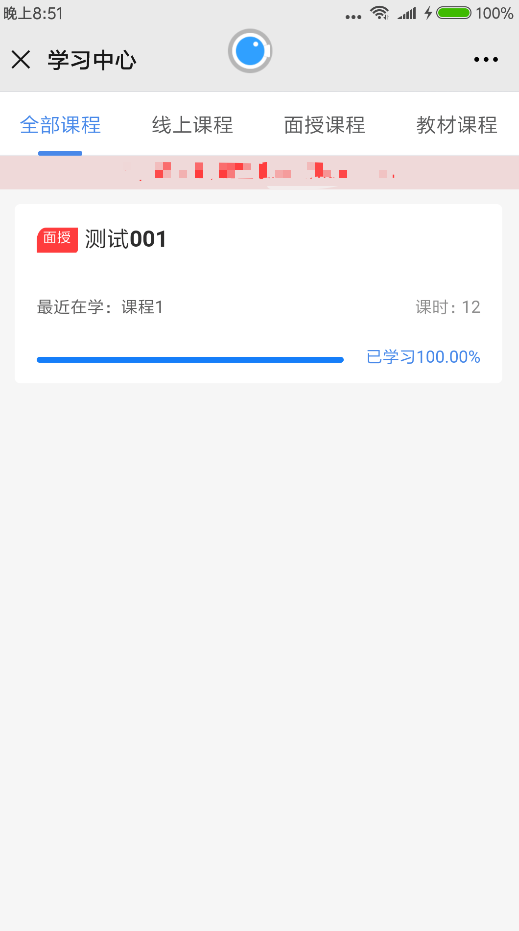 晚上8:51
100%
学习中心
全部课程 线上课程 面授课程 教材课程
面授 测试001
最近在学：课程1 课时：12
已学习100.00%